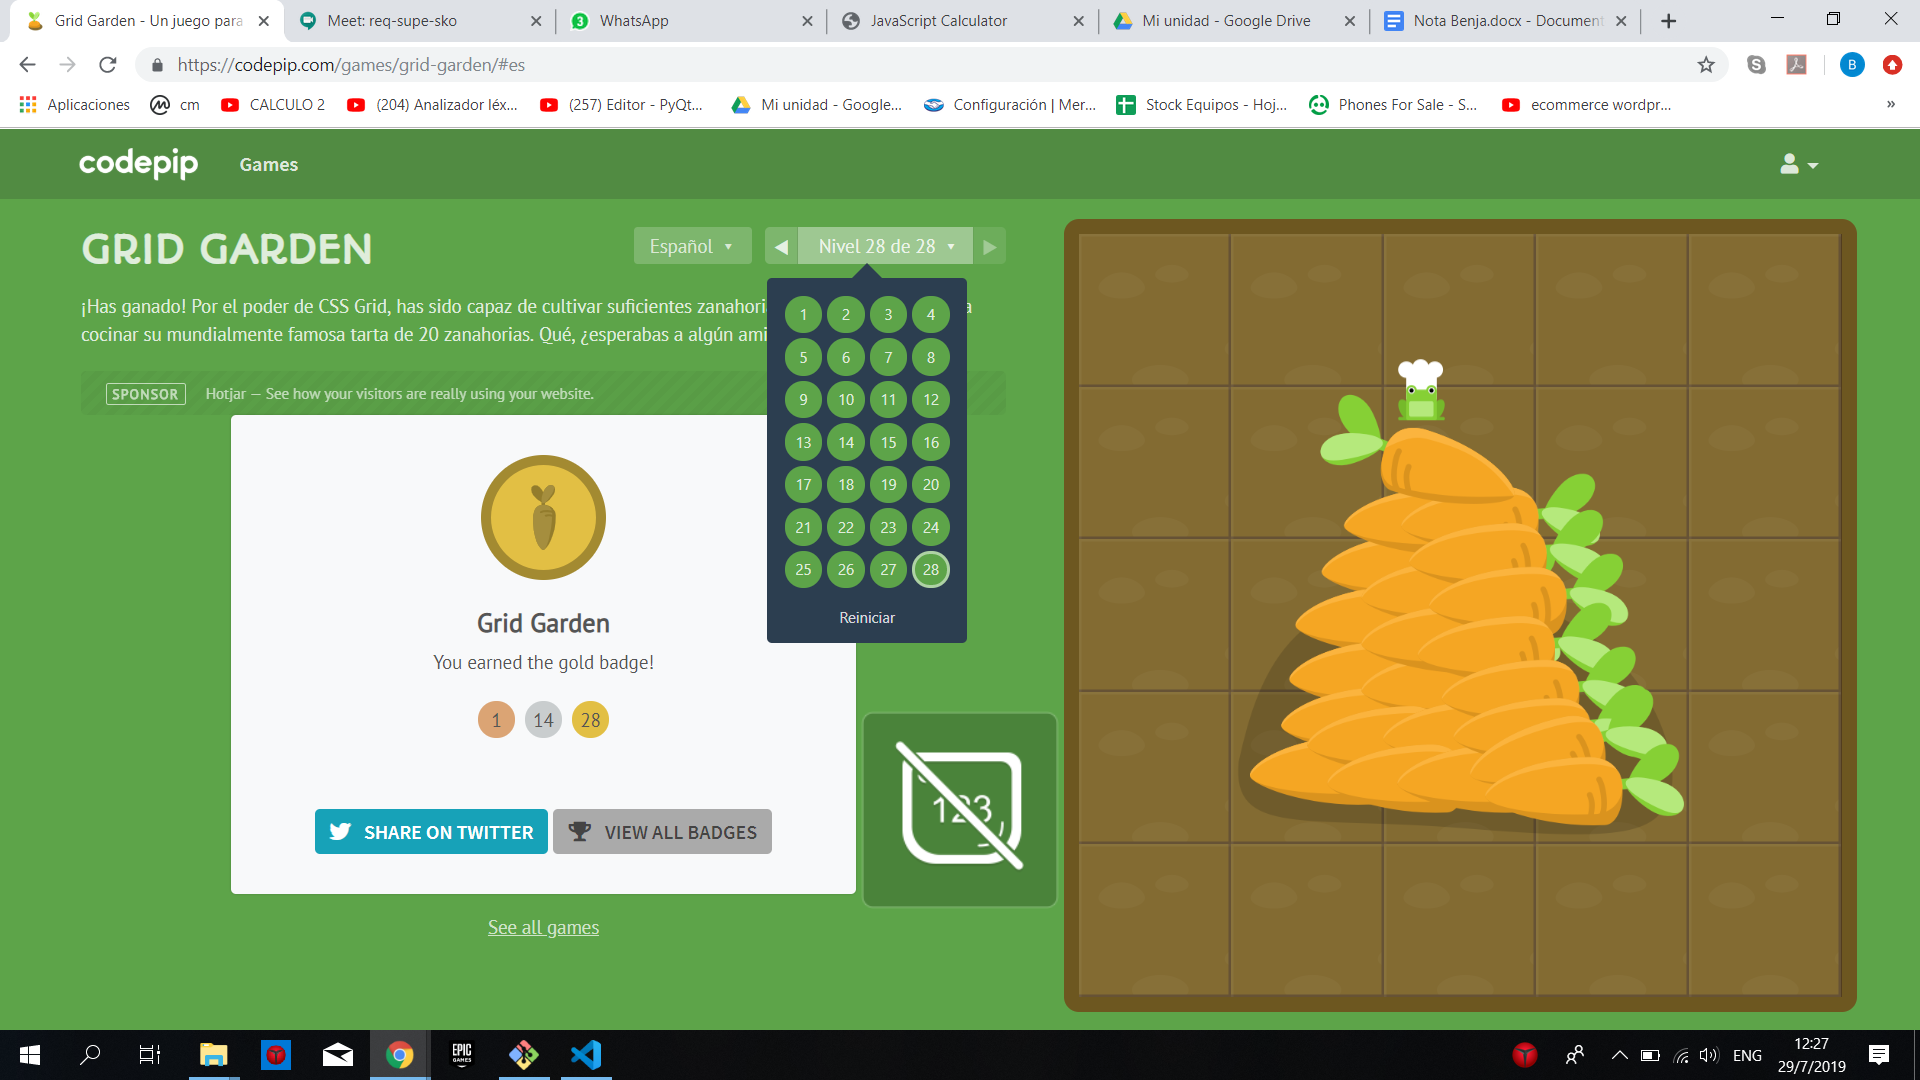 Grid Garden - Un juego para
Meet: req-supe-sko
3
WhatsApp
JavaScript Calculator
Mi unidad - Google Drive
Nota Benja.docx - Document
https://codepip.com/games/grid-garden/#es
B
Aplicaciones
cm
CALCULO 2
(204) Analizador léx...
(257) Editor - PyQt...
Mi unidad - Google...
Configuración | Mer...
Stock Equipos - Hoj...
Phones For Sale - S...
ecommerce wordpr...
»
codepip
Games
GRID GARDEN
Español
Nivel 28 de 28
¡Has ganado! Por el poder de CSS Grid, has sido capaz de cultivar suficientes zanahori
a
cocinar su mundialmente famosa tarta de 20 zanahorias. Qué, ¿esperabas a algún ami
SPONSOR
Hotjar — See how your visitors are really using your website.
1 2 3 4
5 6 7 8
9 10 11 12
13 14 15 16
17 18 19 20
21 22 23 24
25 26 27 28
Reiniciar
Grid Garden
You earned the gold badge!
1 14 28
SHARE ON TWITTER
VIEW ALL BADGES
123
See all games
EPIC
GAMES
ENG
12:27
29/7/2019